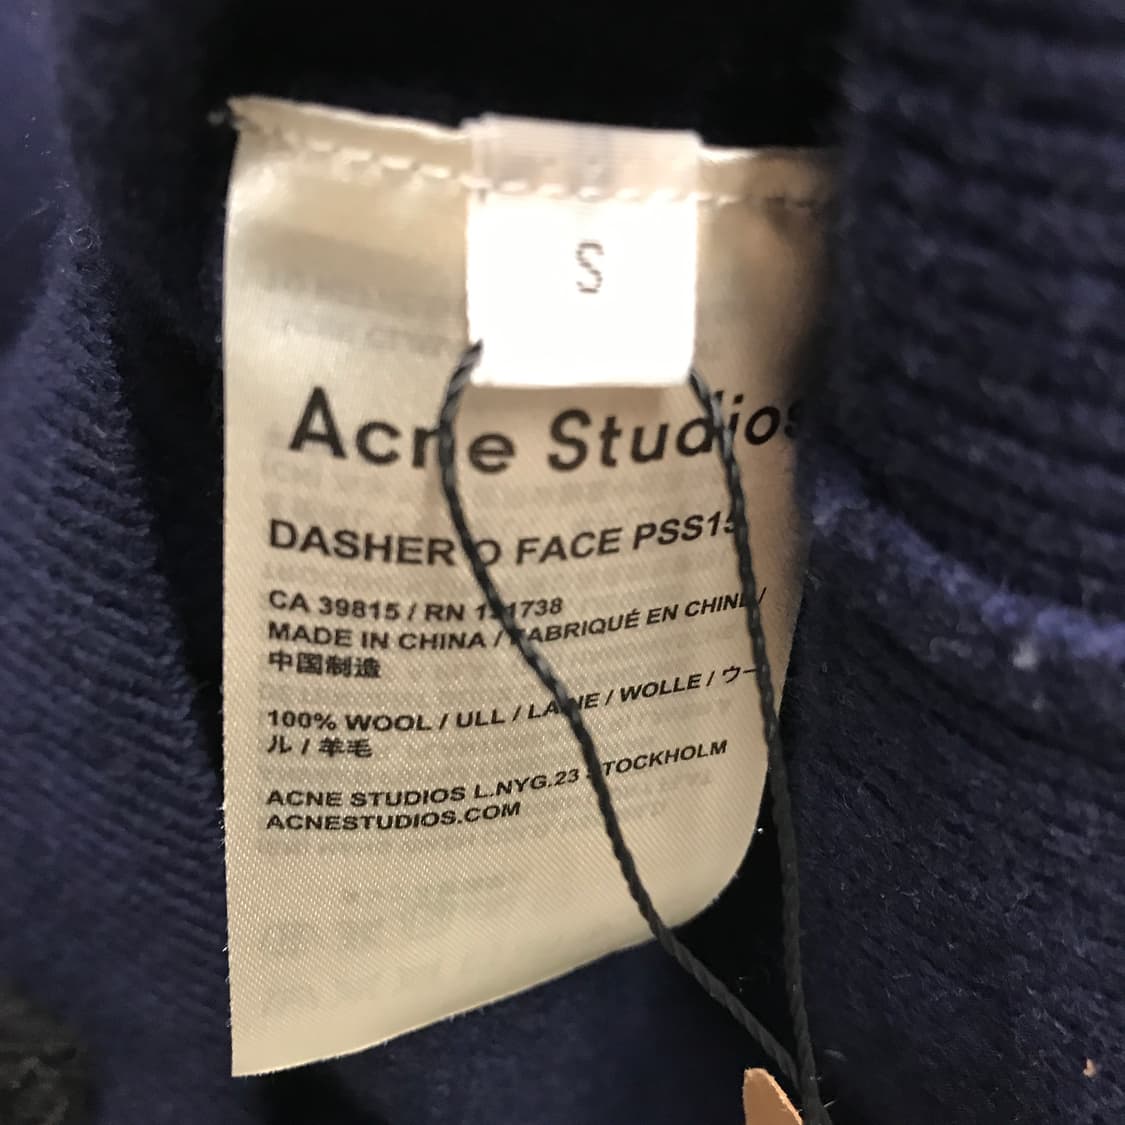 S
Acne Studios
DASHER O FACE PSS15
CA 39815 / RN 131738
MADE IN CHINA / FABRIQUÉ EN CHINE /
中国制造
100% WOOL / ULL / LAINE / WOLLE / ウー
ル / 羊毛
ACNE STUDIOS L.NYG.23 STOCKHOLM
ACNESTUDIOS.COM